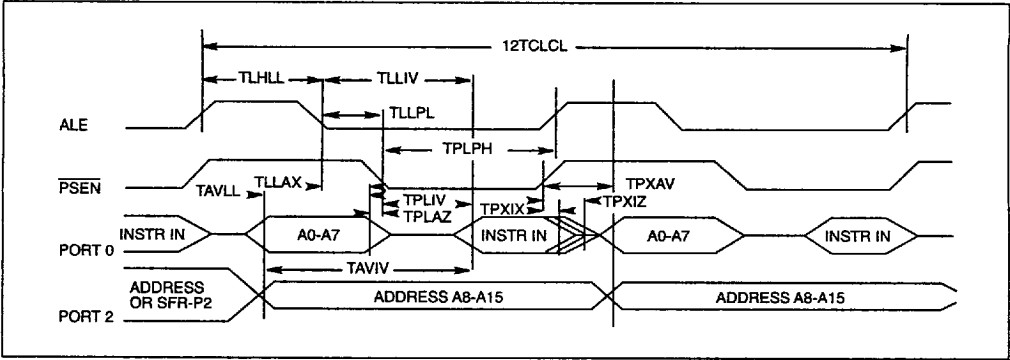 12TCLCL
TLHLL TLLIV
TLLPL
ALE
TPLPH
PSEN
TLLAX TPXAV
TAVLL
TPLIV TPXIZ
TPLAZ TPXIX
INSTR IN A0-A7 INSTR IN A0-A7 INSTR IN
PORT 0
TAVIV
ADDRESS
OR SFR-P2 ADDRESS A8-A15 ADDRESS A8-A15
PORT 2